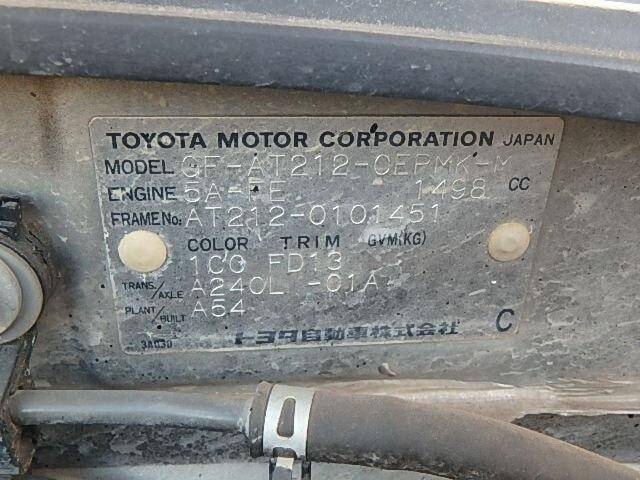 TOYOTA MOTOR CORPORATION JAPAN
MODEL GF-AT212-CEPMK-M
ENGINE 5A-FE 1498 CC
FRAME No. AT212-0101451
COLOR TRIM GVM(KG)
1C0 FD13
TRANS./AXLE A240L -01A
PLANT/BUILT A54
トヨタ自動車株式会社 C
3A030